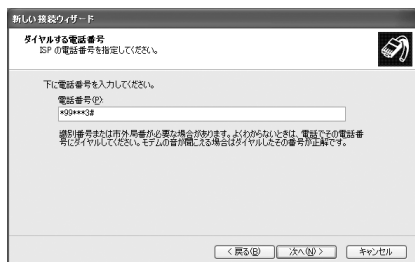 新しい接続ウィザード
ダイヤルする電話番号
ISP の電話番号を指定してください。
下に電話番号を入力してください。
電話番号(P):
*99***3#
識別番号または市外局番が必要な場合があります。よくわからないときは、電話でその電話番
号にダイヤルしてください。モデムの音が聞こえる場合はダイヤルしたその番号が正解です。
< 戻る(B)
次へ(N) >
キャンセル